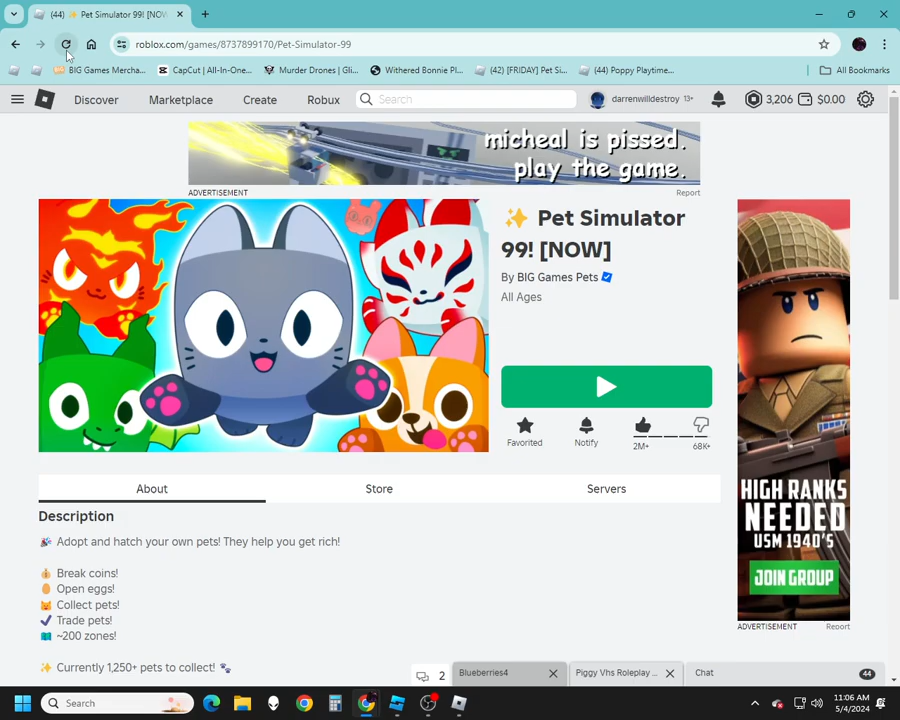 (44) ✨ Pet Simulator 99! [NOW
roblox.com/games/8737899170/Pet-Simulator-99
BIG Games Mercha...
CapCut | All-In-One...
Murder Drones | Gli...
Withered Bonnie Pl...
(42) [FRIDAY] Pet Si...
(44) Poppy Playtime...
All Bookmarks
Discover
Marketplace
Create
Robux
Search
darrenwilldestroy 13+
3,206
$0.00
micheal is pissed.
play the game.
ADVERTISEMENT
Report
✨ Pet Simulator
99! [NOW]
By BIG Games Pets
All Ages
Favorited
Notify
2M+
68K+
About
Store
Servers
Description
🎉 Adopt and hatch your own pets! They help you get rich!
💰 Break coins!
🥚 Open eggs!
🐱 Collect pets!
✔ Trade pets!
🗺 ~200 zones!
✨ Currently 1,250+ pets to collect! 🐾
HIGH RANKS
NEEDED
USM 1940'S
JOIN GROUP
ADVERTISEMENT
Report
2
Blueberries4
Piggy Vhs Roleplay ...
Chat
44
Search
11:06 AM
5/4/2024